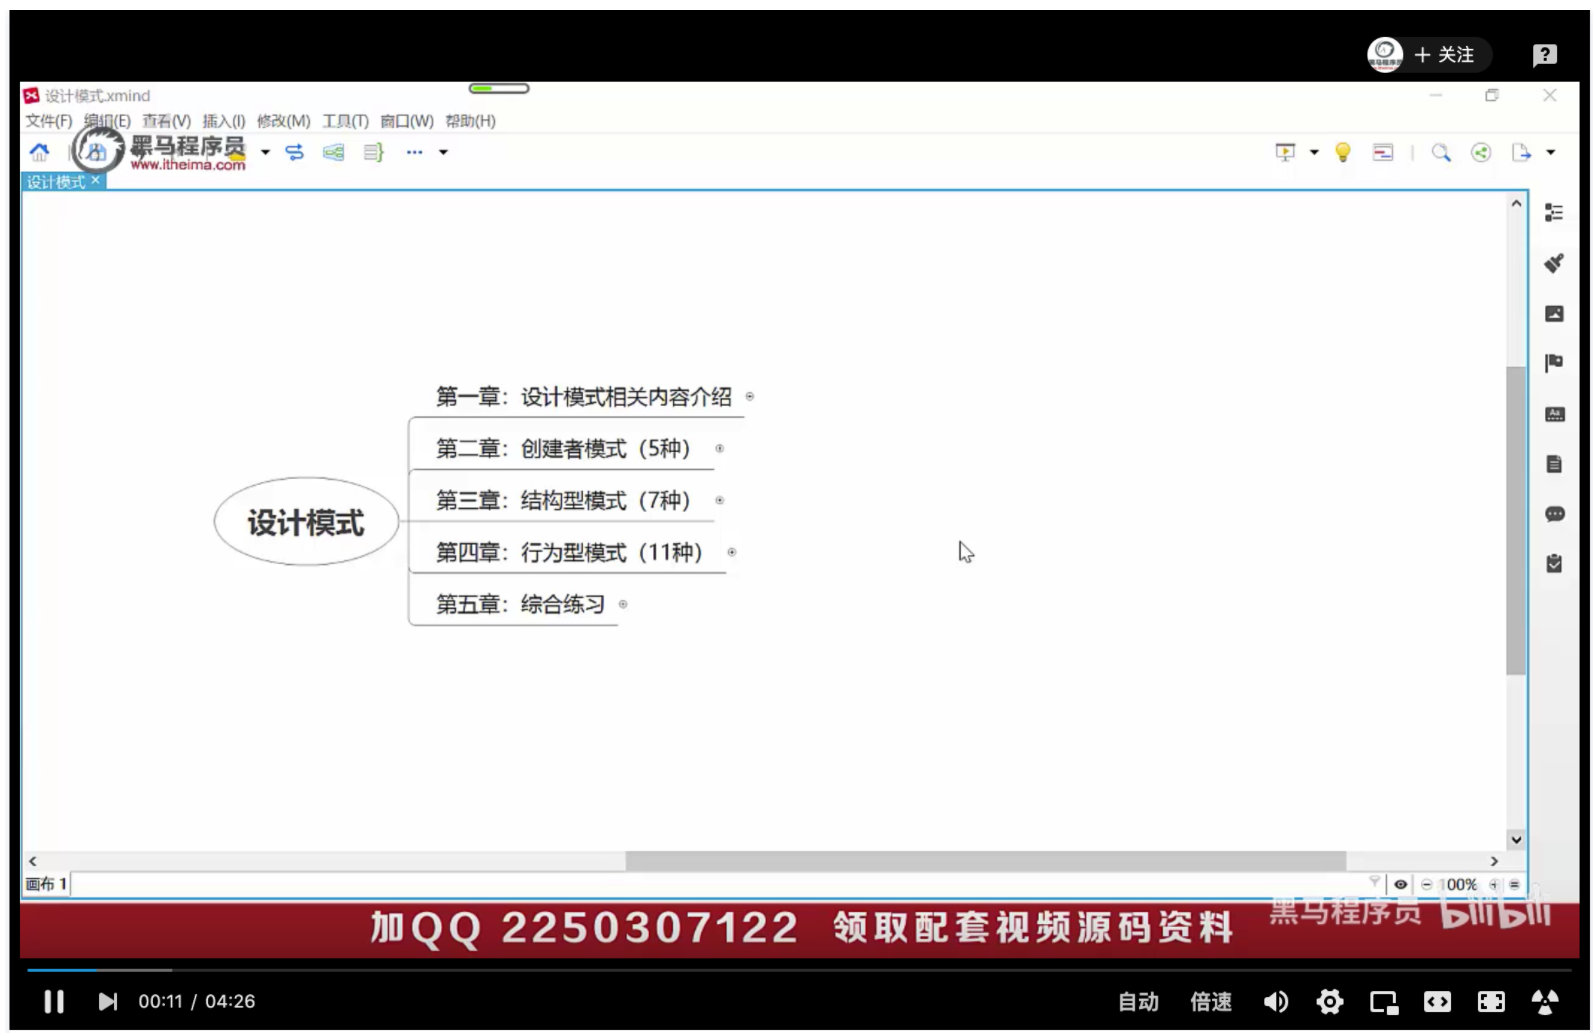 关注
设计模式.xmind
文件(F) 编辑(E) 查看(V) 插入(I) 修改(M) 工具(T) 窗口(W) 帮助(H)
黑马程序员
www.itheima.com
设计模式
第一章：设计模式相关内容介绍
第二章：创建者模式（5种）
第三章：结构型模式（7种）
设计模式
第四章：行为型模式（11种）
第五章：综合练习
画布 1
100%
黑马程序员 bilibili
加QQ 2250307122 领取配套视频源码资料
00:11 / 04:26
自动 倍速